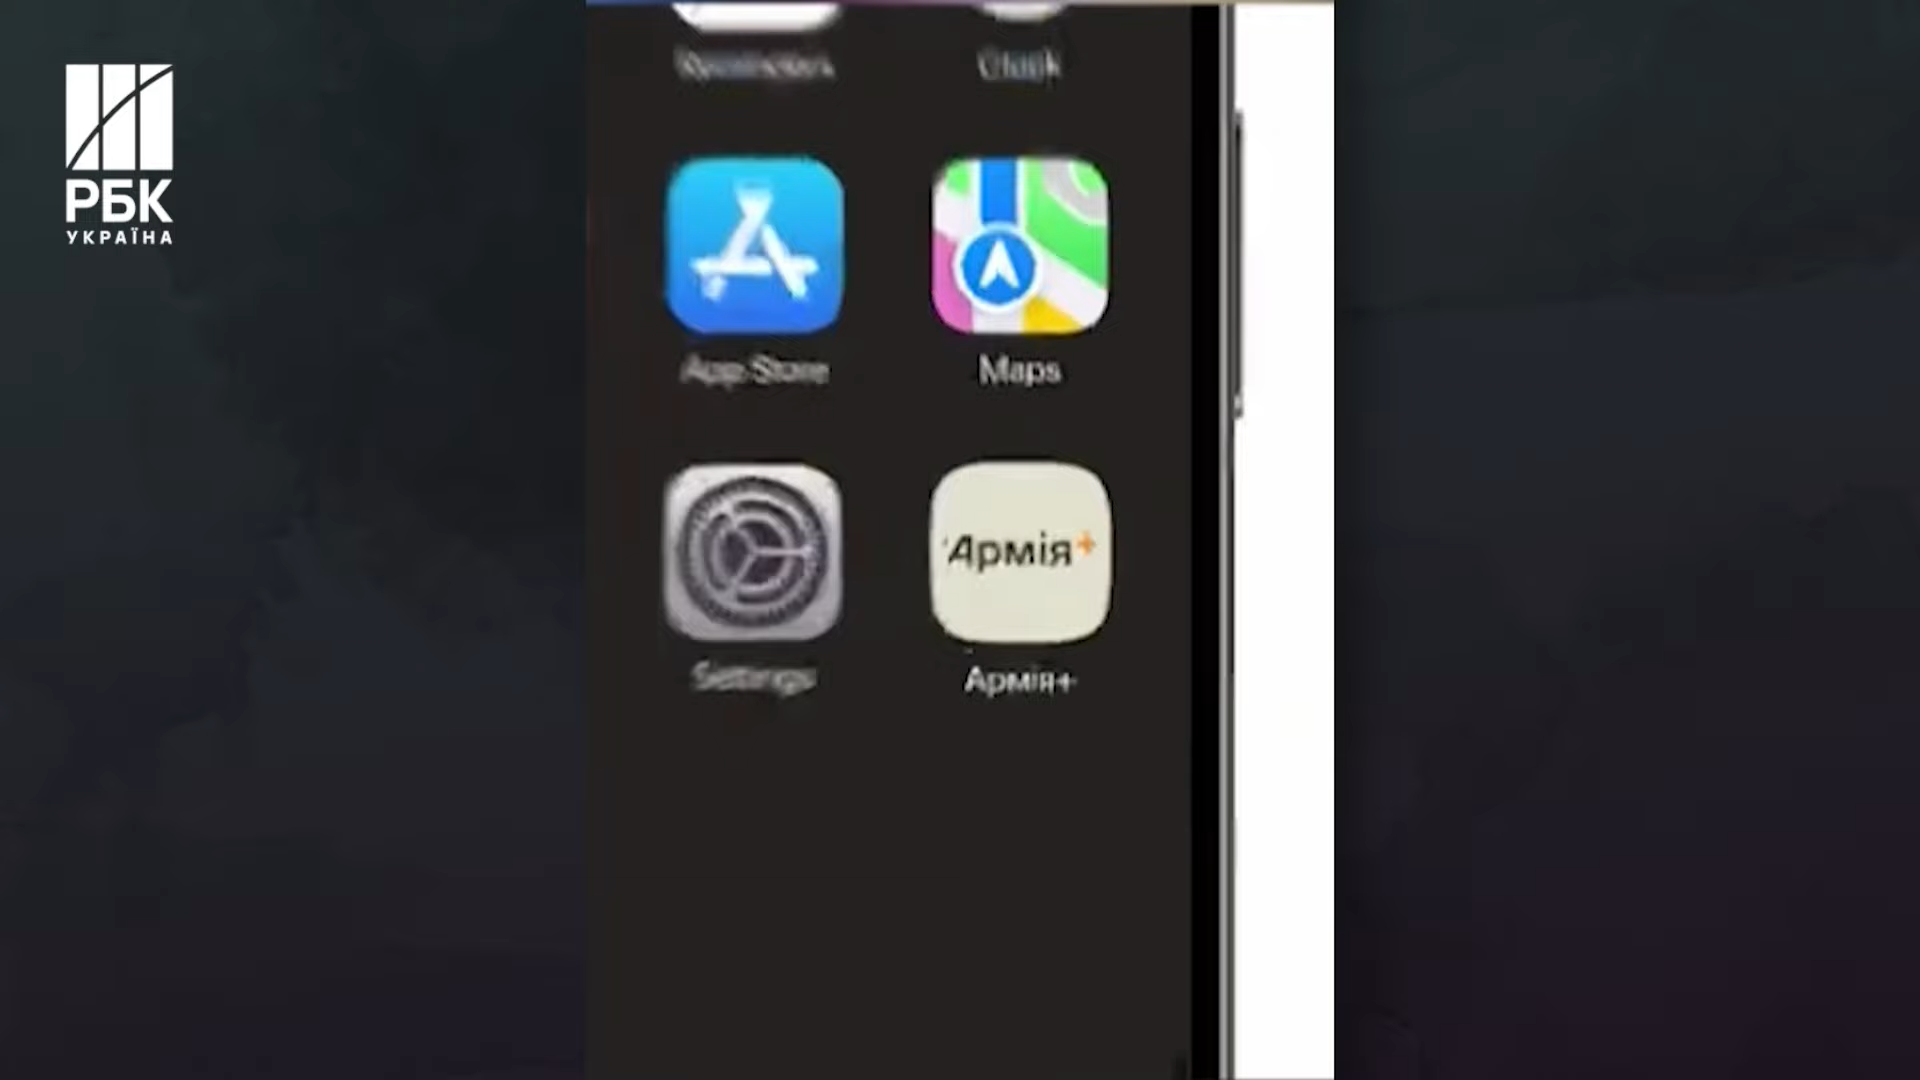 РБК
УКРАЇНА
Clock
App Store
Maps
Армія+
Settings
Армія+